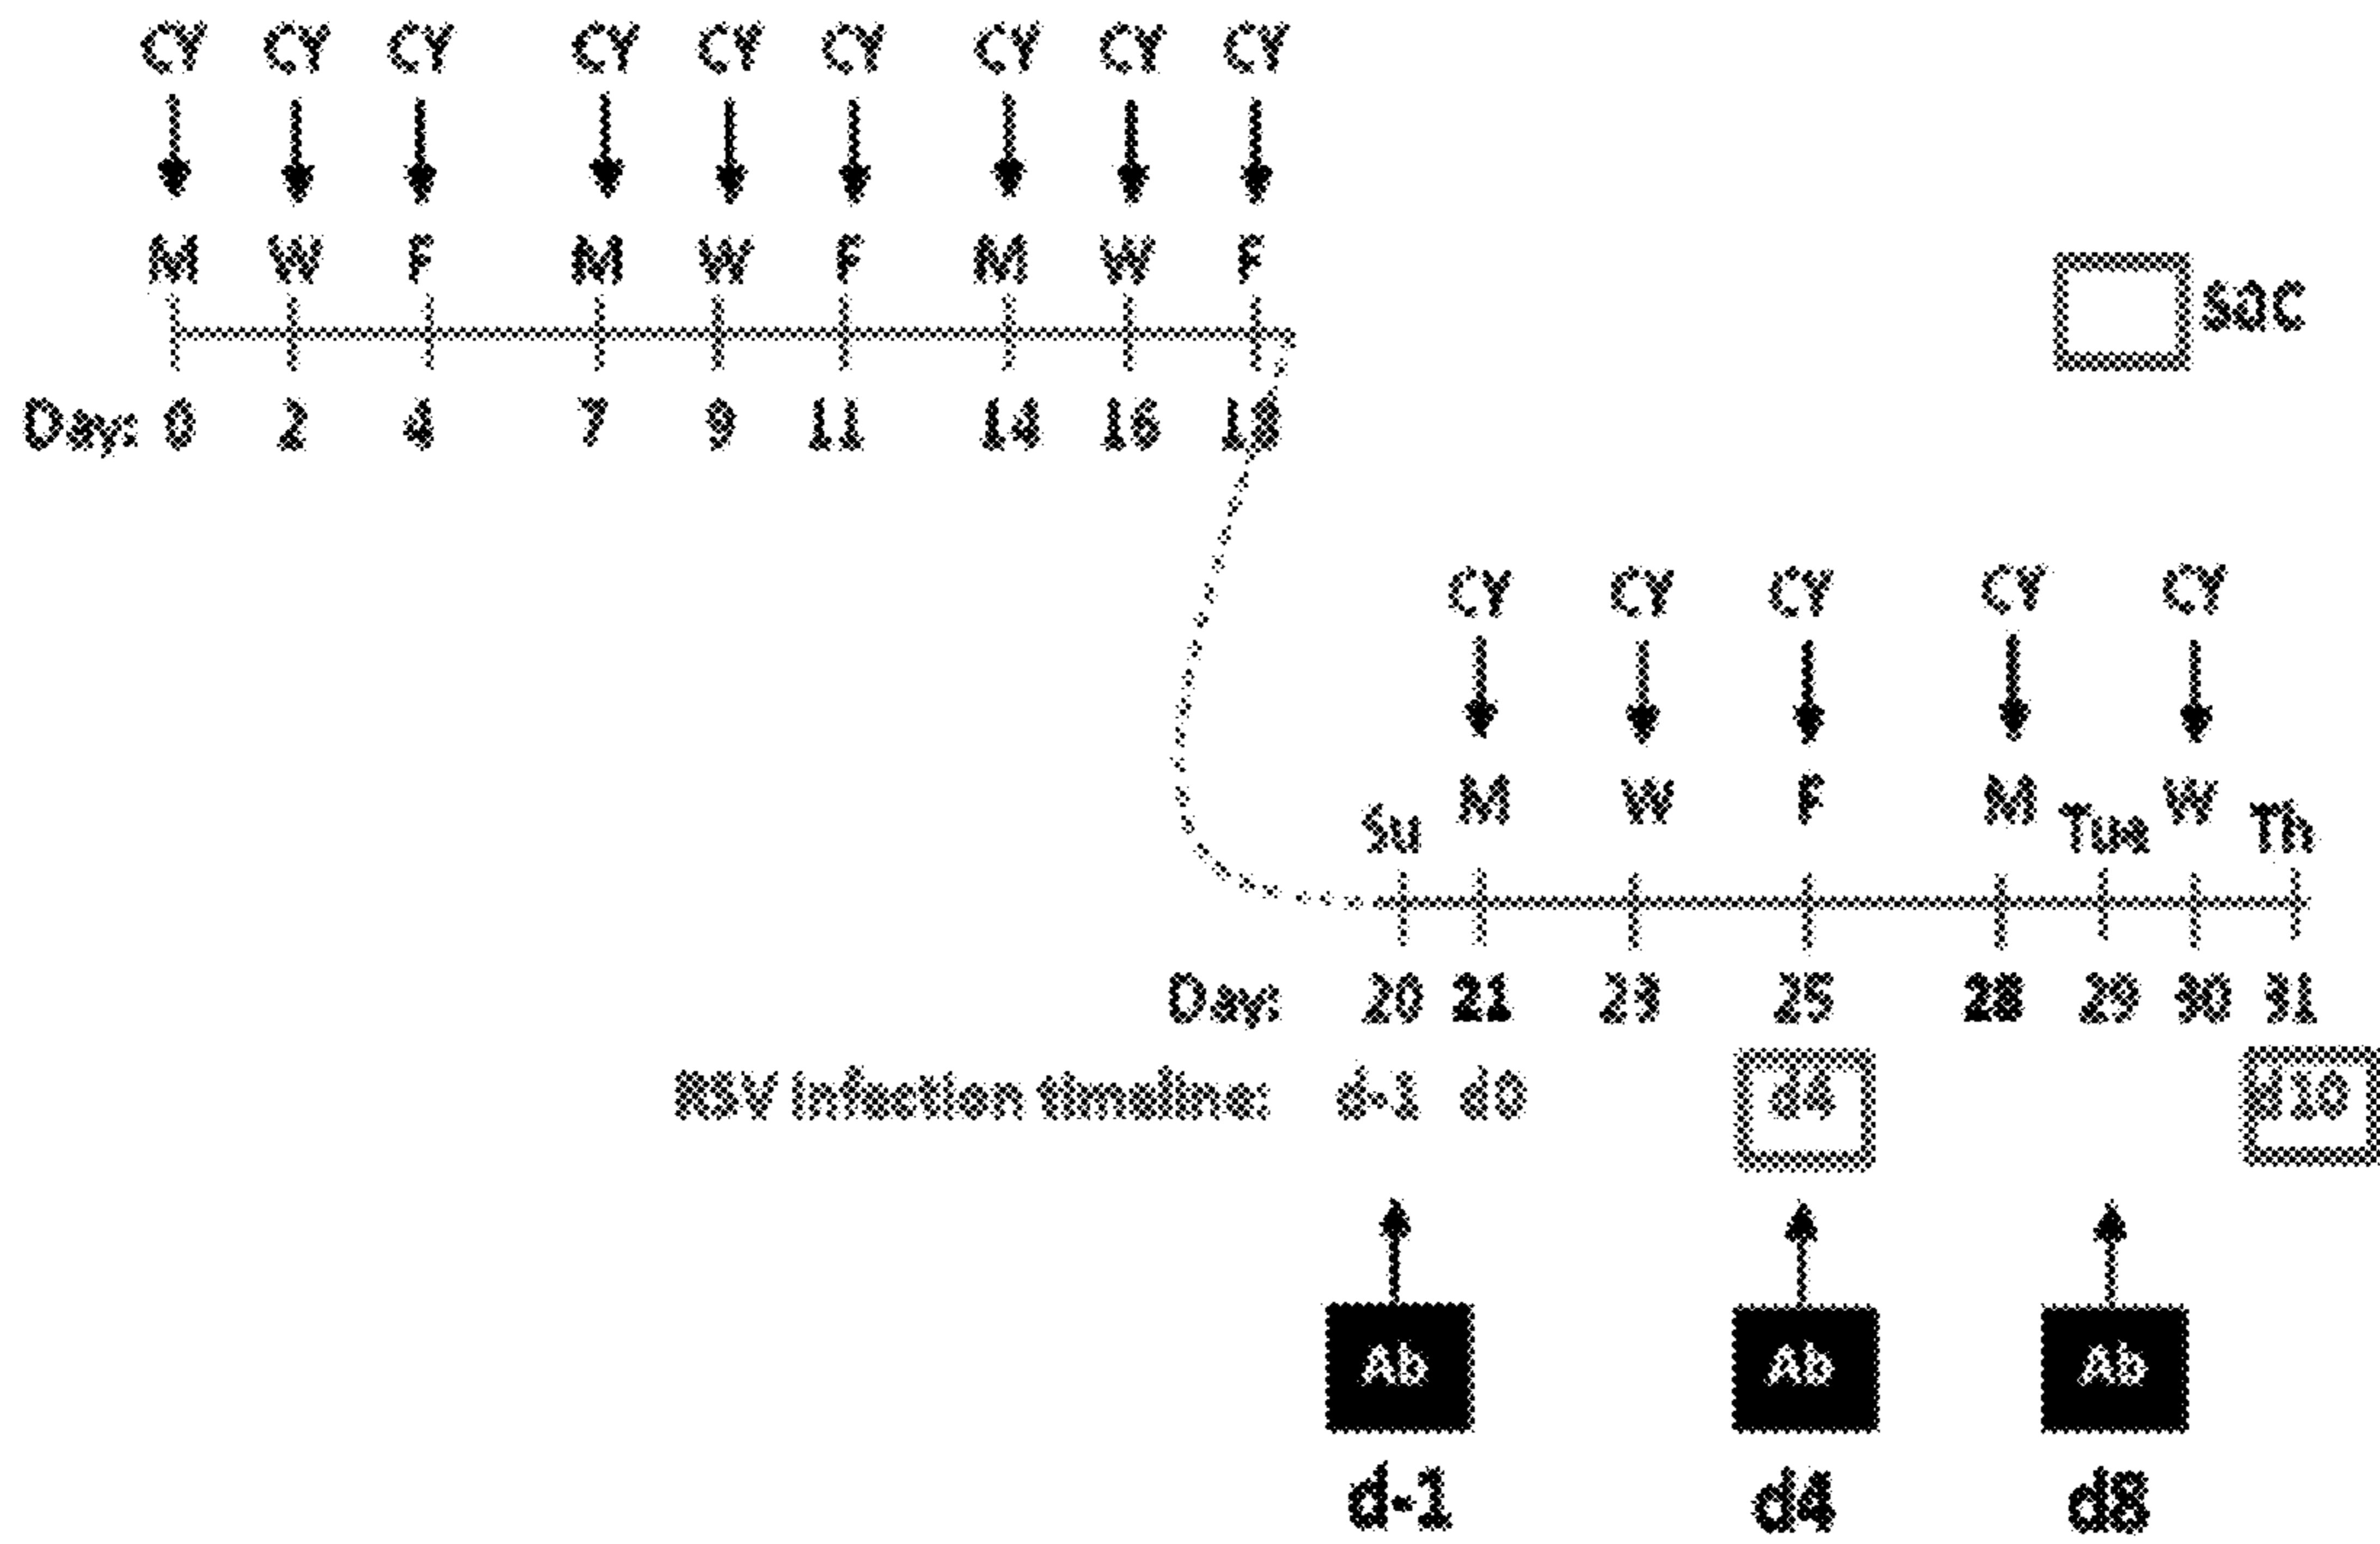 CY CY CY CY CY CY CY CY CY
M W F M W F M W F
SaC
Day: 0 2 4 7 9 11 14 16 18
CY CY CY CY CY
Su M W F M Tue W Th
Day: 20 21 23 25 28 29 30 31
RSV infection timeline: d-1 d0 d4 d10
Ab Ab Ab
d-1 d4 d8